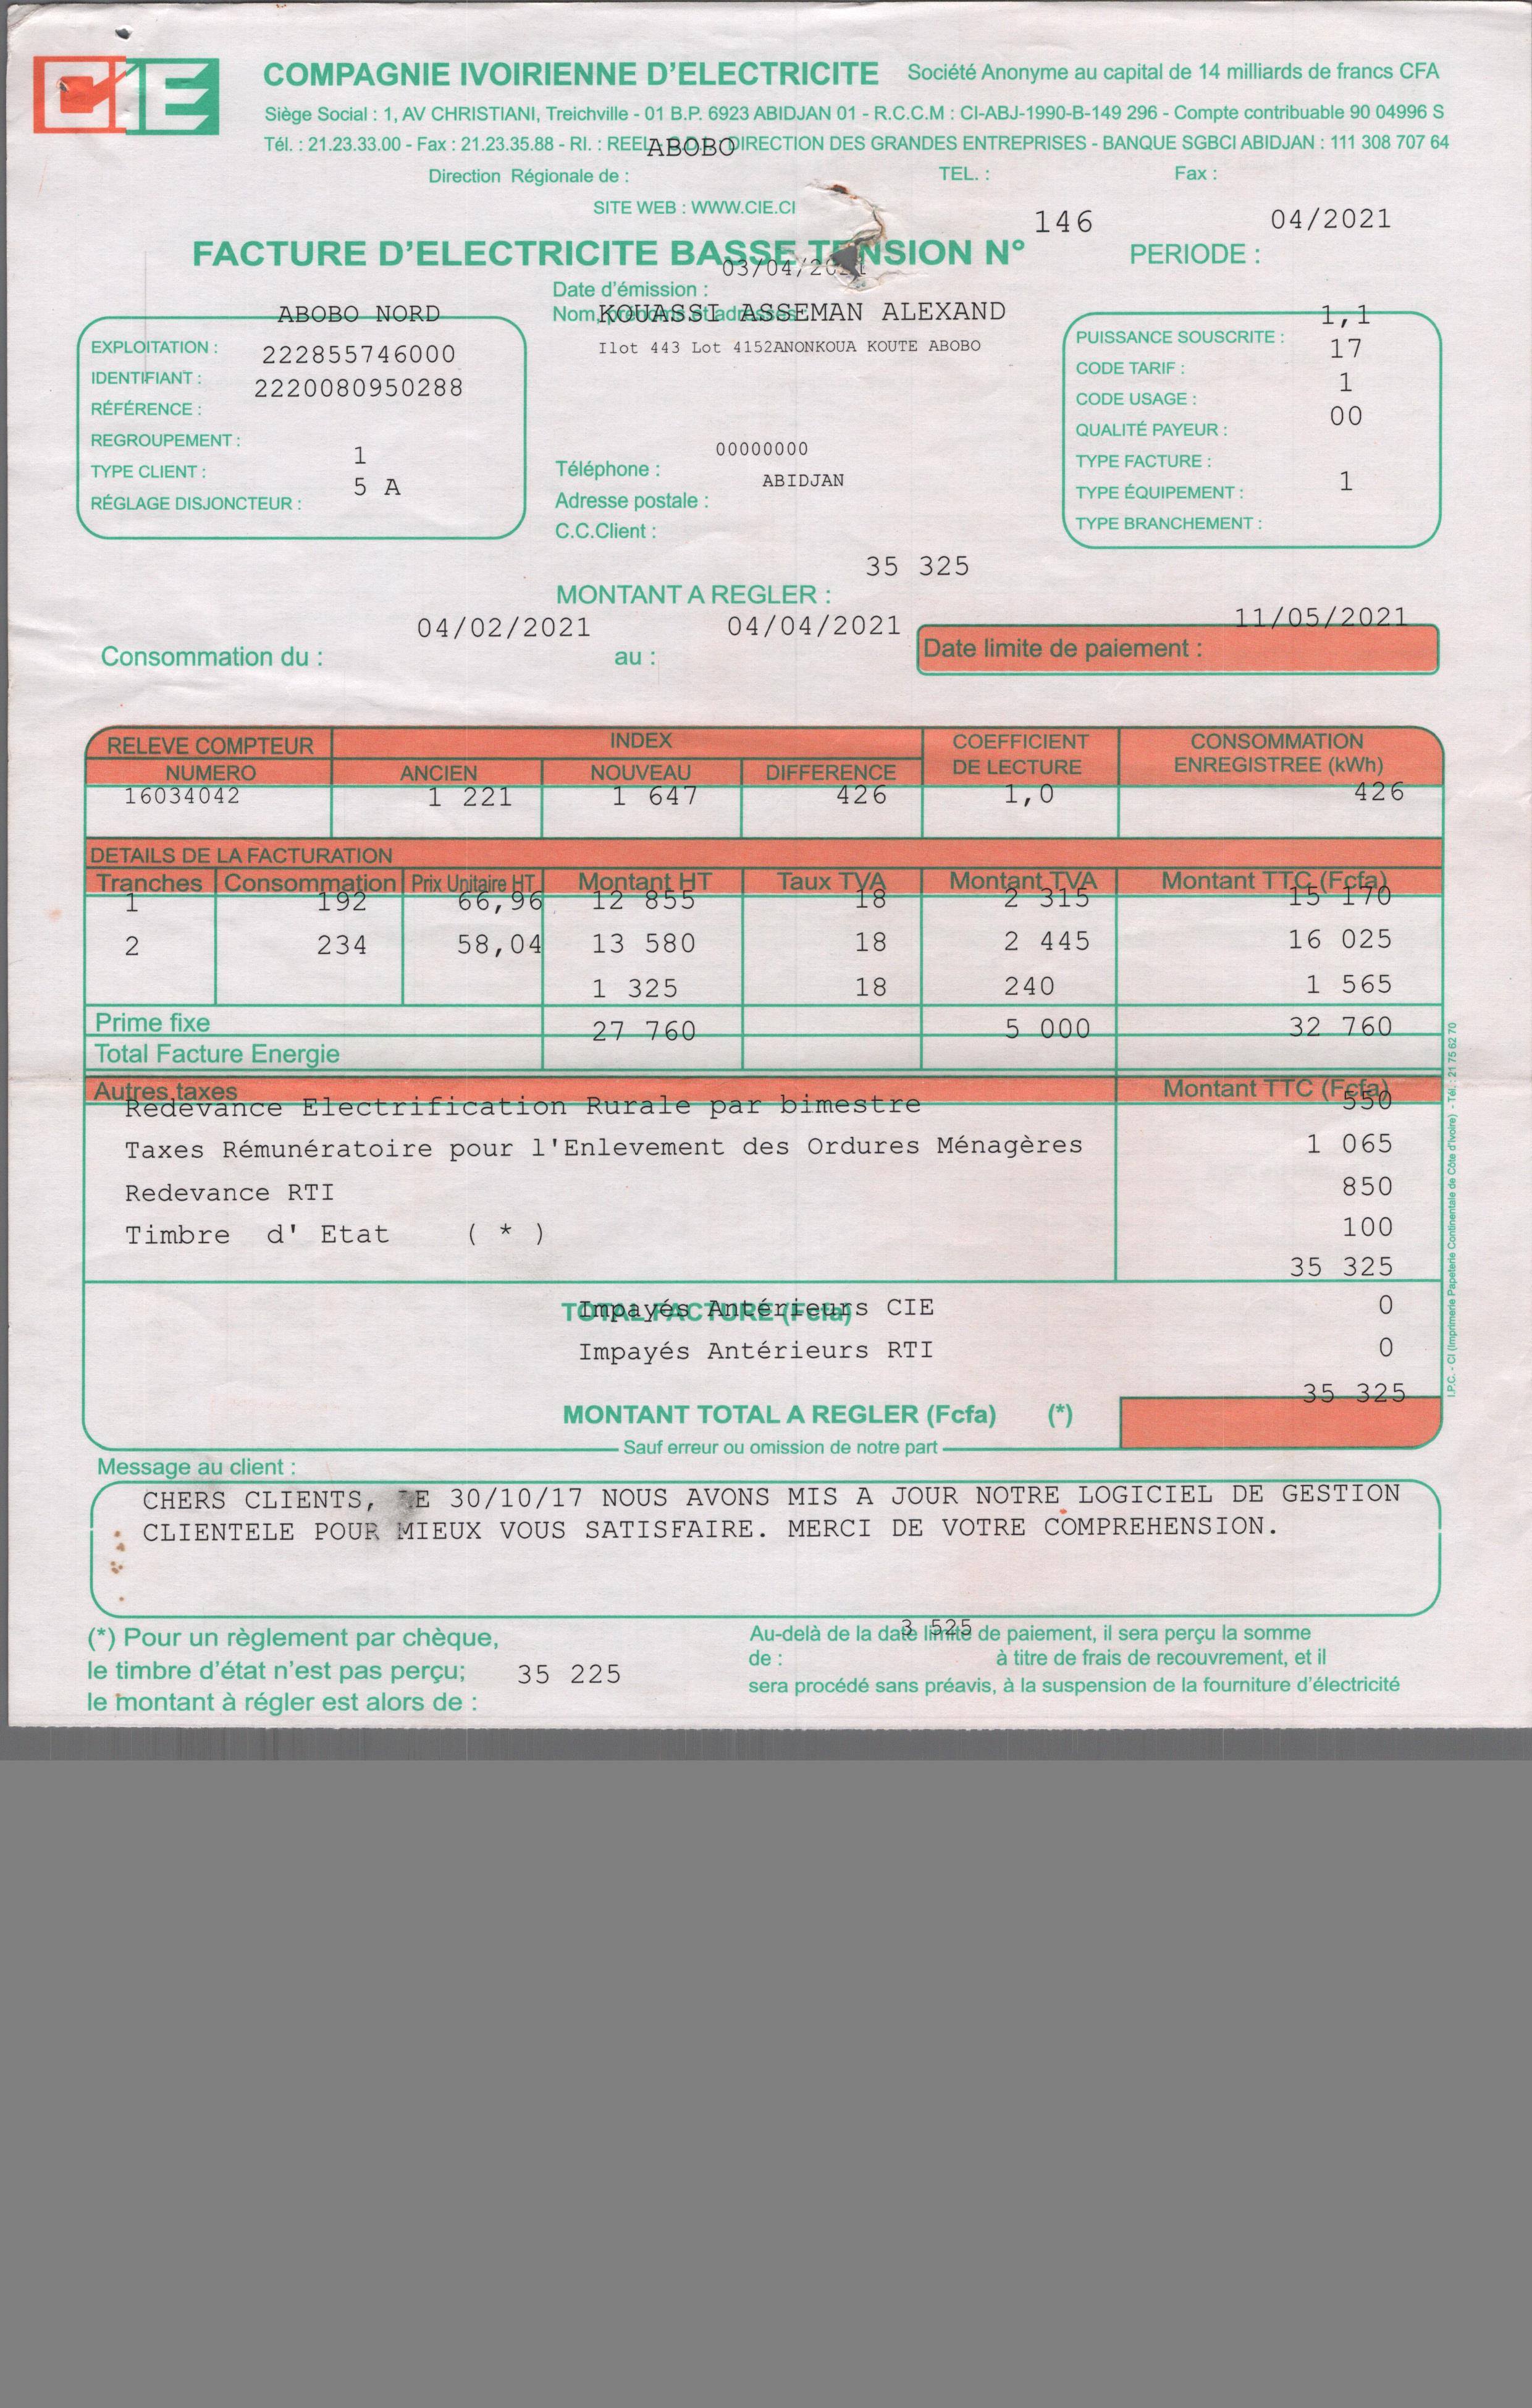 CIE
COMPAGNIE IVOIRIENNE D'ELECTRICITE Société Anonyme au capital de 14 milliards de francs CFA
Siège Social : 1, AV CHRISTIANI, Treichville - 01 B.P. 6923 ABIDJAN 01 - R.C.C.M : CI-ABJ-1990-B-149 296 - Compte contribuable 90 04996 S
Tél. : 21.23.33.00 - Fax : 21.23.35.88 - RI. : REEL DIRECTION DES GRANDES ENTREPRISES - BANQUE SGBCI ABIDJAN : 111 308 707 64
ABOBO
Direction Régionale de : TEL. : Fax :
SITE WEB : WWW.CIE.CI
146 04/2021
FACTURE D'ELECTRICITE BASSE TENSION N° PERIODE :
03/04/2021
Date d'émission :
Nom, prénoms et adresse : KOUASSI ASSEMAN ALEXAND
Ilot 443 Lot 4152ANONKOUA KOUTE ABOBO
ABOBO NORD
EXPLOITATION :
222855746000
IDENTIFIANT :
2220080950288
RÉFÉRENCE :
REGROUPEMENT :
1
TYPE CLIENT :
5 A
RÉGLAGE DISJONCTEUR :
00000000
Téléphone :
ABIDJAN
Adresse postale :
C.C.Client :
1,1
PUISSANCE SOUSCRITE :
17
CODE TARIF :
1
CODE USAGE :
00
QUALITÉ PAYEUR :
TYPE FACTURE :
1
TYPE ÉQUIPEMENT :
TYPE BRANCHEMENT :
35 325
MONTANT A REGLER :
04/02/2021 04/04/2021 11/05/2021
Consommation du : au : Date limite de paiement :
RELEVE COMPTEUR INDEX COEFFICIENT CONSOMMATION
NUMERO ANCIEN NOUVEAU DIFFERENCE DE LECTURE ENREGISTREE (kWh)
16034042 1 221 1 647 426 1,0 426
DETAILS DE LA FACTURATION
Tranches Consommation Prix Unitaire HT Montant HT Taux TVA Montant TVA Montant TTC (Fcfa)
1 192 66,96 12 855 18 2 315 15 170
2 234 58,04 13 580 18 2 445 16 025
1 325 18 240 1 565
Prime fixe
27 760 5 000 32 760
Total Facture Energie
Autres taxes Montant TTC (Fcfa)
Redevance Electrification Rurale par bimestre 550
Taxes Rémunératoire pour l'Enlevement des Ordures Ménagères 1 065
Redevance RTI 850
Timbre d' Etat ( * ) 100
35 325
TOTAL FACTURE (Fcfa)
Impayés Antérieurs CIE 0
Impayés Antérieurs RTI 0
35 325
MONTANT TOTAL A REGLER (Fcfa) (*)
Sauf erreur ou omission de notre part
I.P.C. - CI (Imprimerie Papeterie Continentale de Côte d'Ivoire) - Tél. : 21 75 62 70
Message au client :
CHERS CLIENTS, LE 30/10/17 NOUS AVONS MIS A JOUR NOTRE LOGICIEL DE GESTION
CLIENTELE POUR MIEUX VOUS SATISFAIRE. MERCI DE VOTRE COMPREHENSION.
(*) Pour un règlement par chèque,
le timbre d'état n'est pas perçu; 35 225
le montant à régler est alors de :
3 525
Au-delà de la date limite de paiement, il sera perçu la somme
de : à titre de frais de recouvrement, et il
sera procédé sans préavis, à la suspension de la fourniture d'électricité